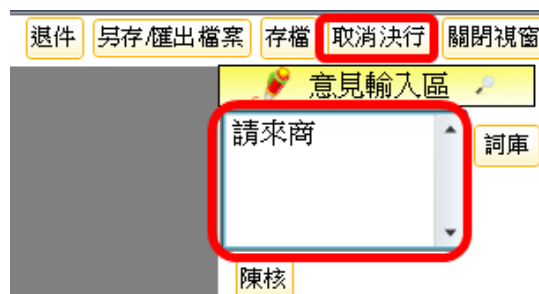 退件 另存/匯出檔案 存檔 取消決行 關閉視窗
意見輸入區
請來商
詞庫
陳核